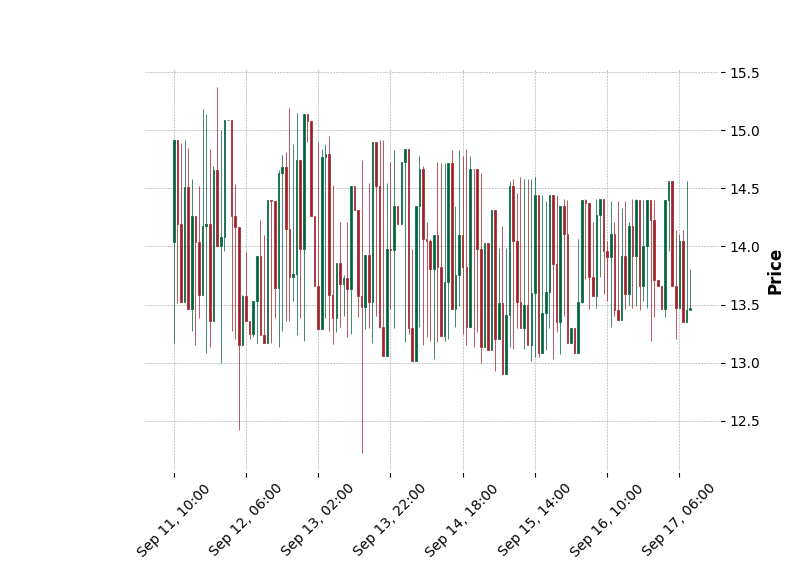 15.5
15.0
14.5
14.0
13.5
13.0
12.5
Price
Sep 11, 10:00
Sep 12, 06:00
Sep 13, 02:00
Sep 13, 22:00
Sep 14, 18:00
Sep 15, 14:00
Sep 16, 10:00
Sep 17, 06:00